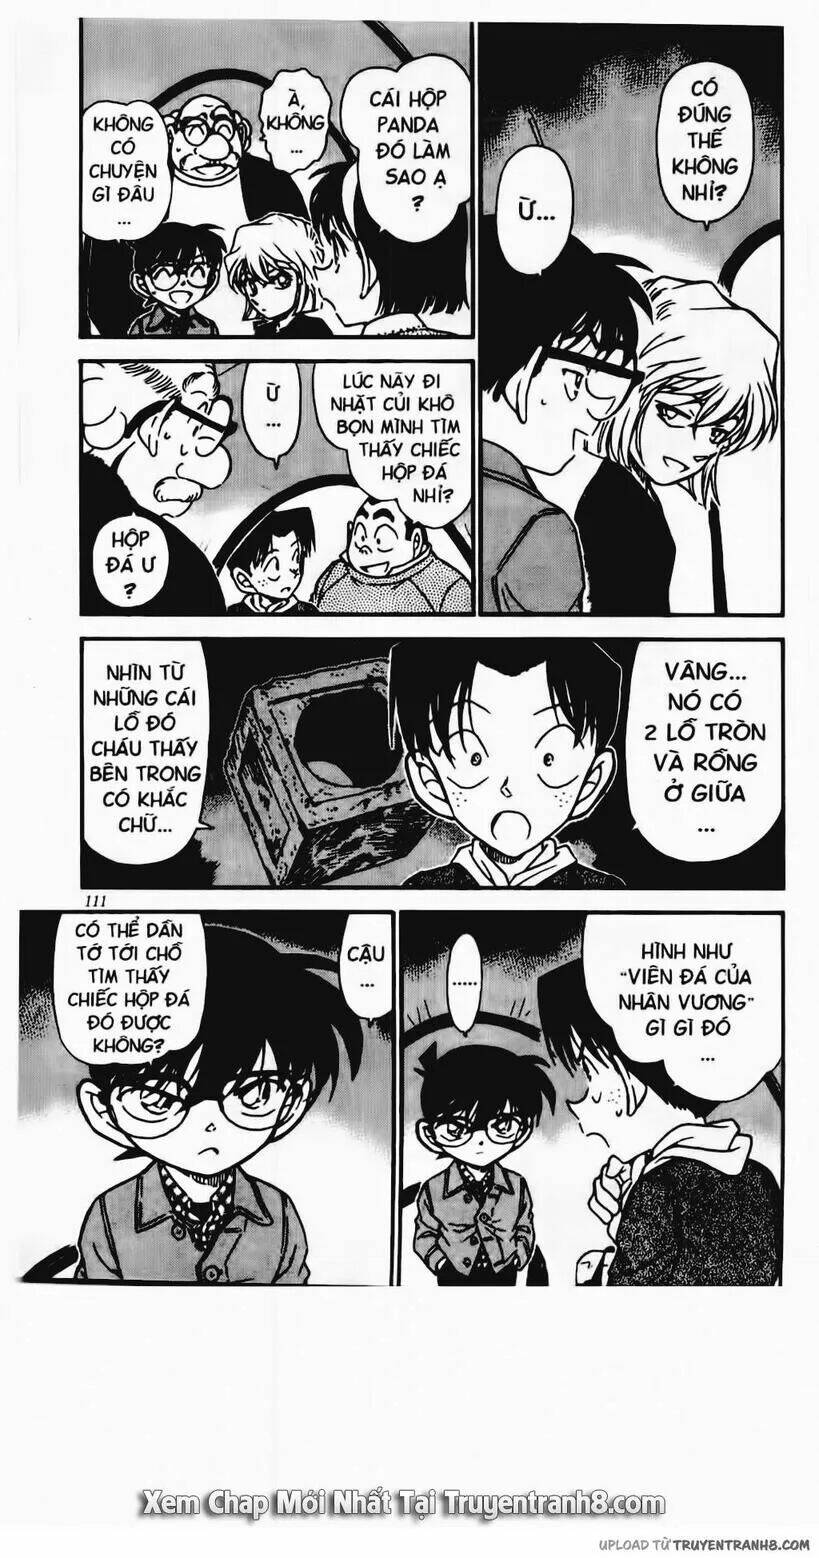 CÓ
ĐÚNG
THẾ
KHÔNG
NHỈ?
Ừ...
CÁI HỘP
PANDA
ĐÓ LÀM
SAO Ạ
?
À,
KHÔNG
...
KHÔNG
CÓ
CHUYỆN
GÌ ĐÂU
...
LÚC NÃY ĐI
NHẶT CỦI KHÔ
BỌN MÌNH TÌM
THẤY CHIẾC
HỘP ĐÁ
NHỈ?
Ừ
...
HỘP
ĐÁ Ư
?
VÂNG...
NÓ CÓ
2 LỖ TRÒN
VÀ RỒNG
Ở GIỮA
...
NHÌN TỪ
NHỮNG CÁI
LỖ ĐÓ
CHÁU THẤY
BÊN TRONG
CÓ KHẮC
CHỮ...
111
HÌNH NHƯ
"VIÊN ĐÁ CỦA
NHÂN VƯƠNG"
GÌ GÌ ĐÓ
...
......
CẬU
...
CÓ THỂ DẪN
TỚ TỚI CHỖ
TÌM THẤY
CHIẾC HỘP ĐÁ
ĐÓ ĐƯỢC
KHÔNG?
Xem Chap Mới Nhất Tại Truyentranh8.com
UPLOAD TỪ TRUYENTRANH8.COM